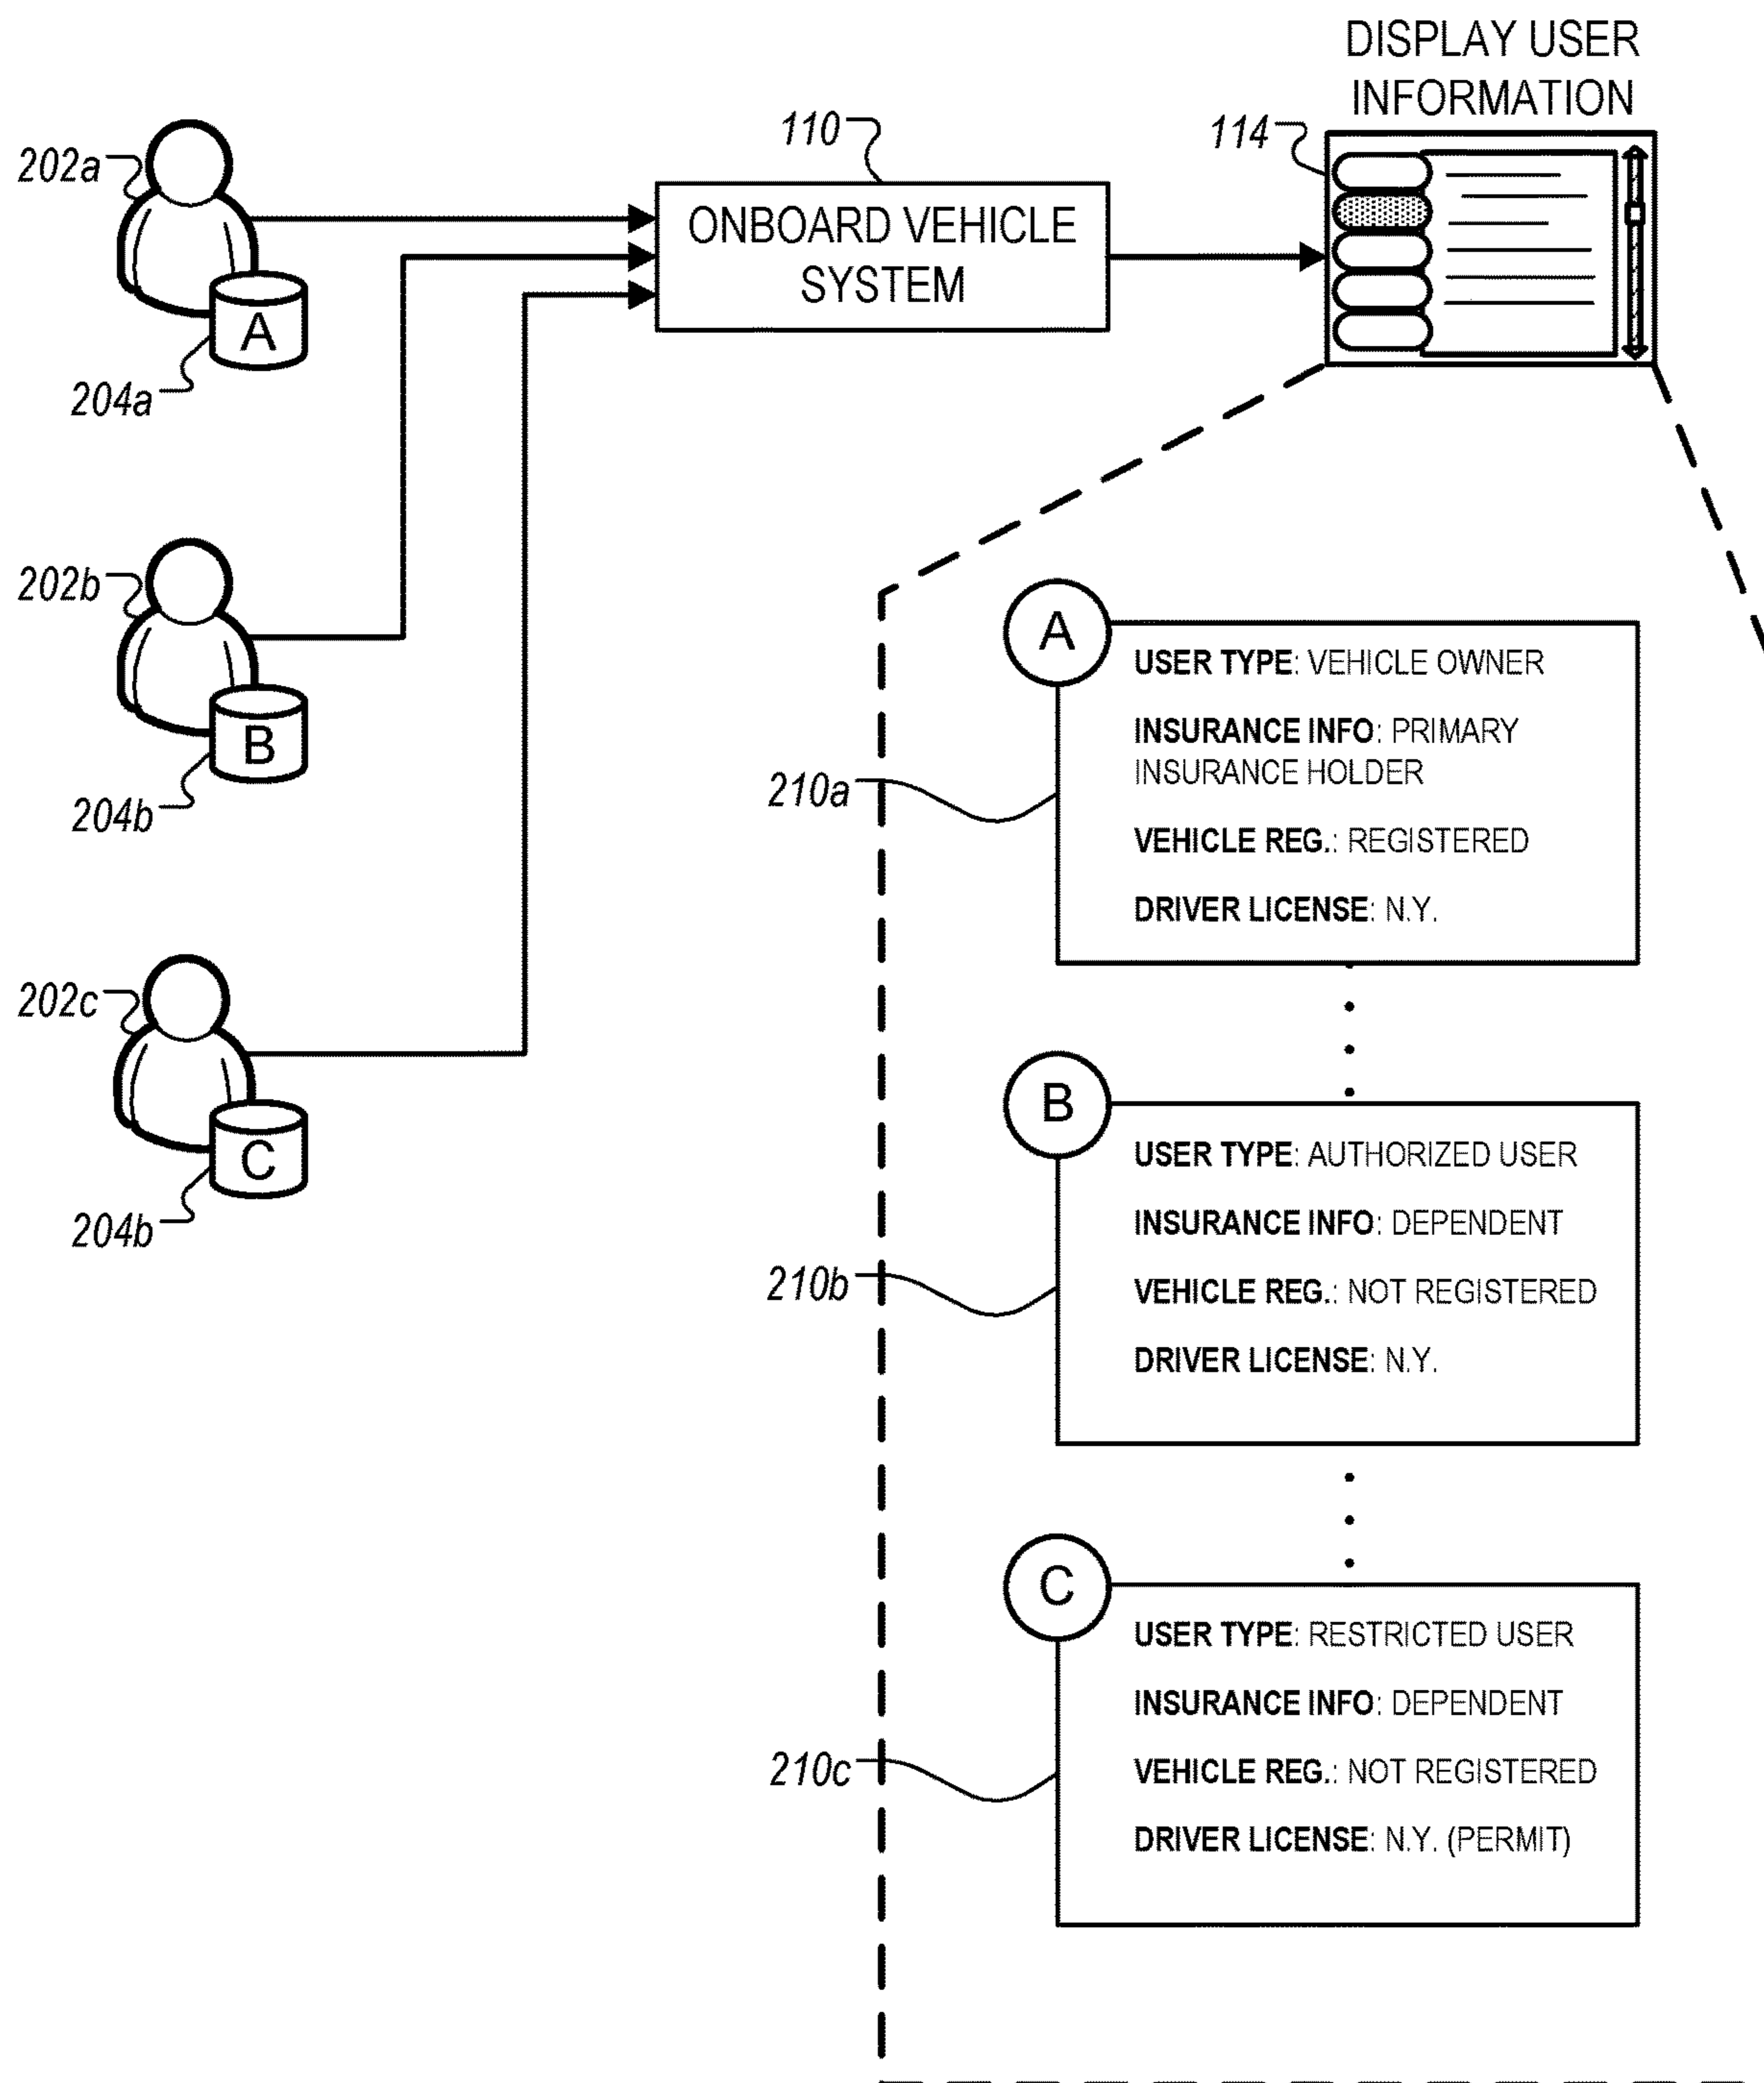 DISPLAY USER
INFORMATION
110
114
202a
ONBOARD VEHICLE
SYSTEM
A
204a
202b
B
204b
202c
C
204b
A
USER TYPE: VEHICLE OWNER
INSURANCE INFO: PRIMARY
INSURANCE HOLDER
210a
VEHICLE REG.: REGISTERED
DRIVER LICENSE: N.Y.
B
USER TYPE: AUTHORIZED USER
INSURANCE INFO: DEPENDENT
210b
VEHICLE REG.: NOT REGISTERED
DRIVER LICENSE: N.Y.
C
USER TYPE: RESTRICTED USER
INSURANCE INFO: DEPENDENT
210c
VEHICLE REG.: NOT REGISTERED
DRIVER LICENSE: N.Y. (PERMIT)